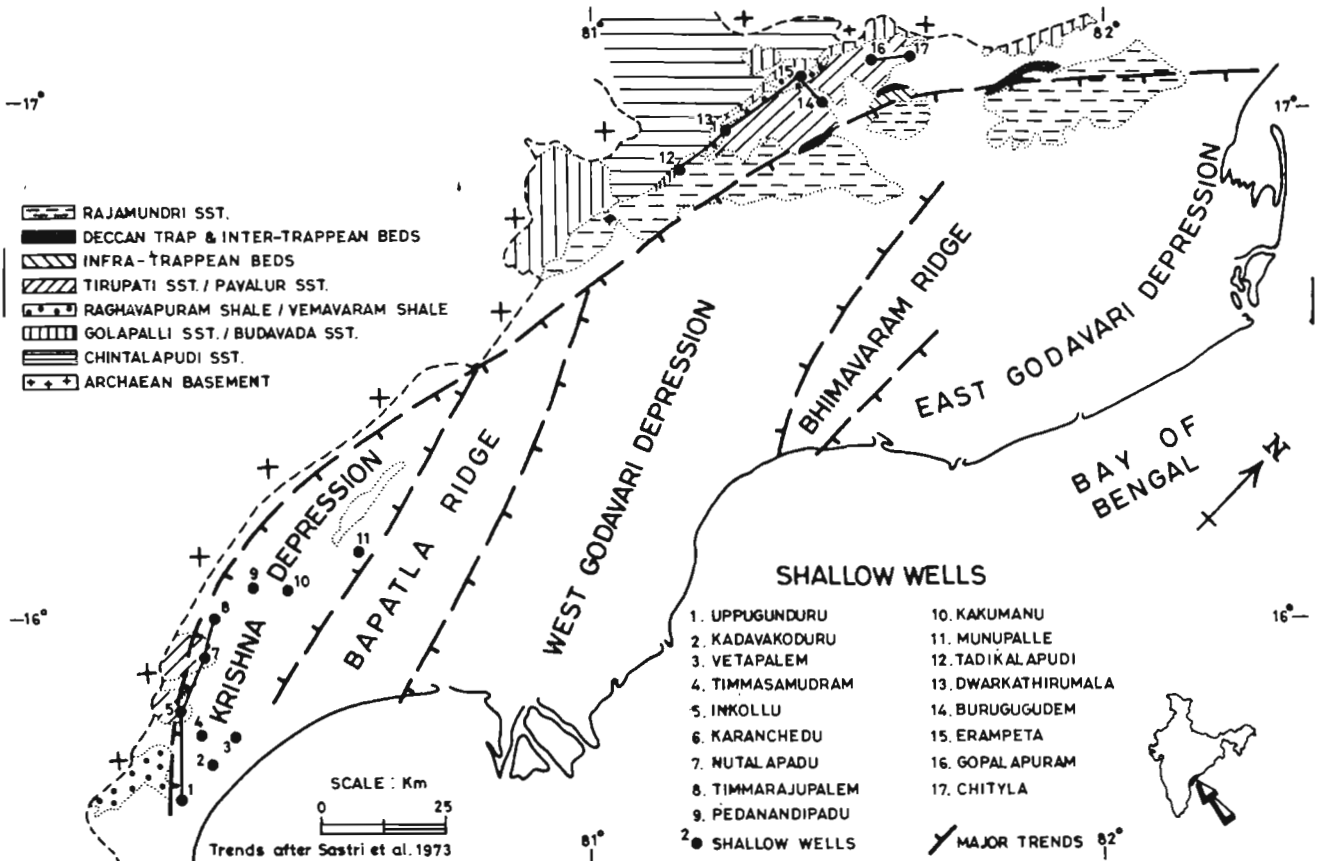 81°
82°
17°
17°
16
17
15
14
13
12
RAJAMUNDRI SST.
DECCAN TRAP & INTER-TRAPPEAN BEDS
INFRA-TRAPPEAN BEDS
TIRUPATI SST./ PAVALUR SST.
RAGHAVAPURAM SHALE / VEMAVARAM SHALE
GOLAPALLI SST./ BUDAVADA SST.
CHINTALAPUDI SST.
ARCHAEAN BASEMENT
KRISHNA DEPRESSION
BAPATLA RIDGE
WEST GODAVARI DEPRESSION
BHIMAVARAM RIDGE
EAST GODAVARI DEPRESSION
BAY OF
BENGAL
N
11
9
10
8
7
5
4
3
2
1
16°
16°
SHALLOW WELLS
1. UPPUGUNDURU
2. KADAVAKODURU
3. VETAPALEM
4. TIMMASAMUDRAM
5. INKOLLU
6. KARANCHEDU
7. NUTALAPADU
8. TIMMARAJUPALEM
9. PEDANANDIPADU
10. KAKUMANU
11. MUNUPALLE
12. TADIKALAPUDI
13. DWARKATHIRUMALA
14. BURUGUGUDEM
15. ERAMPETA
16. GOPALAPURAM
17. CHITYLA
2 SHALLOW WELLS
MAJOR TRENDS
SCALE : Km
0 25
Trends after Sastri et al. 1973
81°
82°